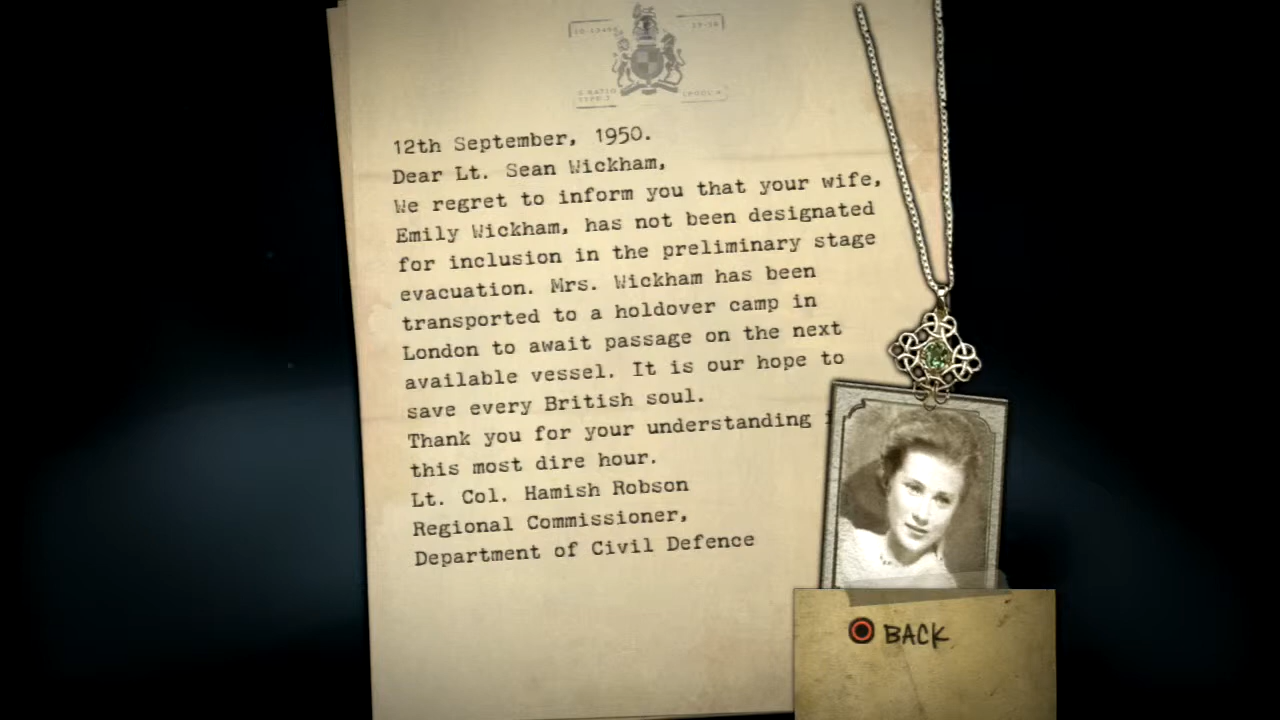 12th September, 1950.
Dear Lt. Sean Wickham,
We regret to inform you that your wife,
Emily Wickham, has not been designated
for inclusion in the preliminary stage
evacuation. Mrs. Wickham has been
transported to a holdover camp in
London to await passage on the next
available vessel. It is our hope to
save every British soul.
Thank you for your understanding
this most dire hour.
Lt. Col. Hamish Robson
Regional Commissioner,
Department of Civil Defence
BACK